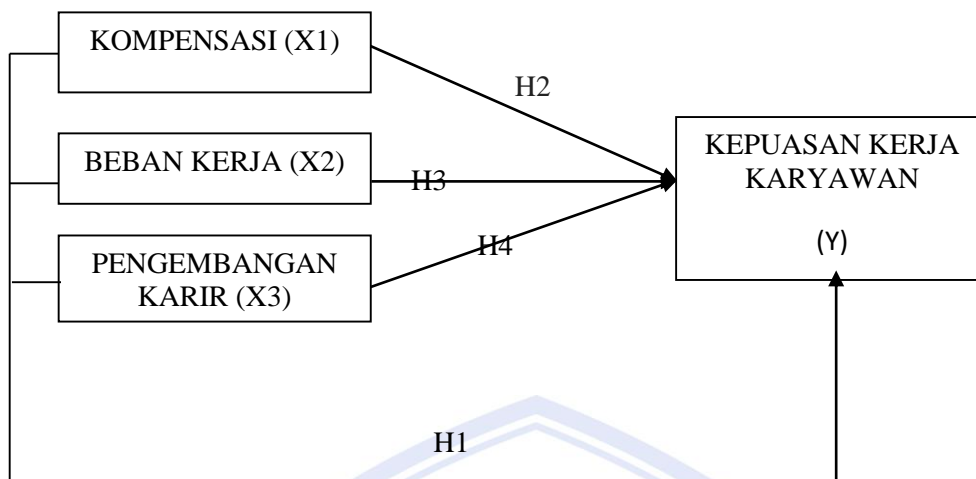 KOMPENSASI (X1)
H2
BEBAN KERJA (X2)
H3
KEPUASAN KERJA
KARYAWAN
(Y)
PENGEMBANGAN
KARIR (X3)
H4
H1